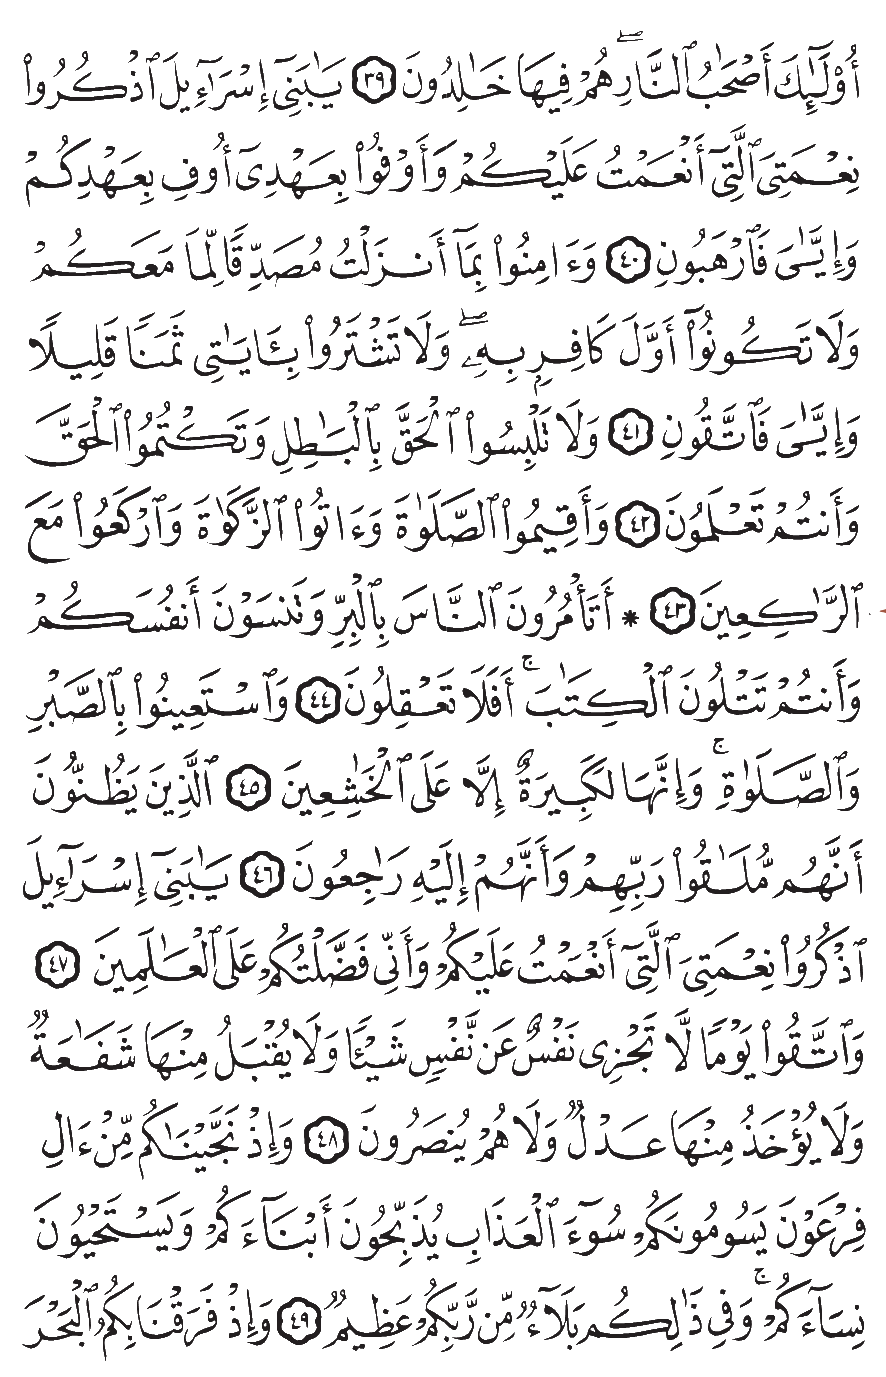 أُوْلَـٰٓئِكَ أَصۡحَـٰبُ ٱلنَّارِۖ هُمۡ فِيهَا خَـٰلِدُونَ ٣٩ يَـٰبَنِيٓ إِسۡرَـٰٓءِيلَ ٱذۡكُرُواْ
نِعۡمَتِيَ ٱلَّتِيٓ أَنۡعَمۡتُ عَلَيۡكُمۡ وَأَوۡفُواْ بِعَهۡدِيٓ أُوفِ بِعَهۡدِكُمۡ
وَإِيَّـٰيَ فَٱرۡهَبُونِ ٤٠ وَءَامِنُواْ بِمَآ أَنزَلۡتُ مُصَدِّقًا لِّمَا مَعَكُمۡ
وَلَا تَكُونُوٓاْ أَوَّلَ كَافِرِۭ بِهِۦۖ وَلَا تَشۡتَرُواْ بِـَٔايَـٰتِي ثَمَنًا قَلِيلًا
وَإِيَّـٰيَ فَٱتَّقُونِ ٤١ وَلَا تَلۡبِسُواْ ٱلۡحَقَّ بِٱلۡبَـٰطِلِ وَتَكۡتُمُواْ ٱلۡحَقَّ
وَأَنتُمۡ تَعۡلَمُونَ ٤٢ وَأَقِيمُواْ ٱلصَّلَوٰةَ وَءَاتُواْ ٱلزَّكَوٰةَ وَٱرۡكَعُواْ مَعَ
ٱلرَّـٰكِعِينَ ٤٣ * أَتَأۡمُرُونَ ٱلنَّاسَ بِٱلۡبِرِّ وَتَنسَوۡنَ أَنفُسَكُمۡ
وَأَنتُمۡ تَتۡلُونَ ٱلۡكِتَـٰبَۚ أَفَلَا تَعۡقِلُونَ ٤٤ وَٱسۡتَعِينُواْ بِٱلصَّبۡرِ
وَٱلصَّلَوٰةِۚ وَإِنَّهَا لَكَبِيرَةٌ إِلَّا عَلَى ٱلۡخَـٰشِعِينَ ٤٥ ٱلَّذِينَ يَظُنُّونَ
أَنَّهُم مُّلَـٰقُواْ رَبِّهِمۡ وَأَنَّهُمۡ إِلَيۡهِ رَٰجِعُونَ ٤٦ يَـٰبَنِيٓ إِسۡرَـٰٓءِيلَ
ٱذۡكُرُواْ نِعۡمَتِيَ ٱلَّتِيٓ أَنۡعَمۡتُ عَلَيۡكُمۡ وَأَنِّي فَضَّلۡتُكُمۡ عَلَى ٱلۡعَـٰلَمِينَ ٤٧
وَٱتَّقُواْ يَوۡمًا لَّا تَجۡزِي نَفۡسٌ عَن نَّفۡسٍ شَيۡـًٔا وَلَا يُقۡبَلُ مِنۡهَا شَفَـٰعَةٌ
وَلَا يُؤۡخَذُ مِنۡهَا عَدۡلٌ وَلَا هُمۡ يُنصَرُونَ ٤٨ وَإِذۡ نَجَّيۡنَـٰكُم مِّنۡ ءَالِ
فِرۡعَوۡنَ يَسُومُونَكُمۡ سُوٓءَ ٱلۡعَذَابِ يُذَبِّحُونَ أَبۡنَآءَكُمۡ وَيَسۡتَحۡيُونَ
نِسَآءَكُمۡۚ وَفِي ذَٰلِكُم بَلَآءٌ مِّن رَّبِّكُمۡ عَظِيمٌ ٤٩ وَإِذۡ فَرَقۡنَا بِكُمُ ٱلۡبَحۡرَ